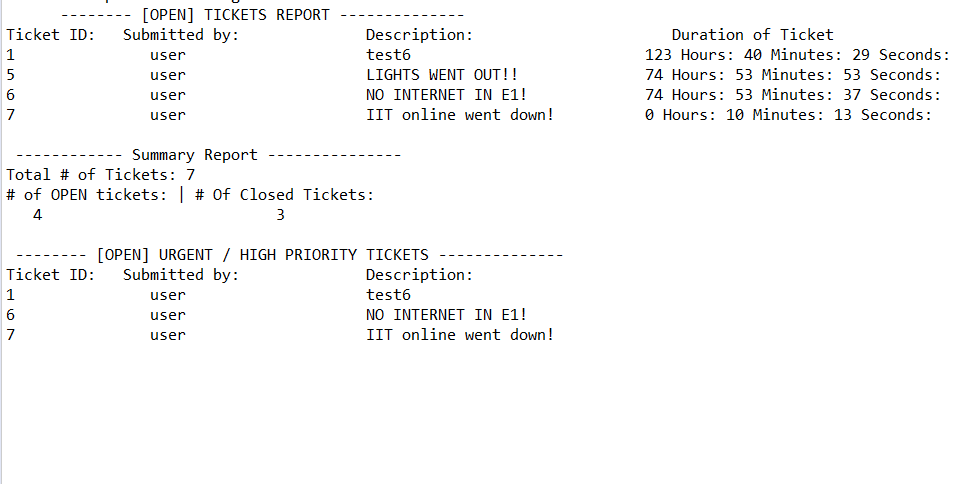 -------- [OPEN] TICKETS REPORT --------------
Ticket ID: Submitted by: Description: Duration of Ticket
1 user test6 123 Hours: 40 Minutes: 29 Seconds:
5 user LIGHTS WENT OUT!! 74 Hours: 53 Minutes: 53 Seconds:
6 user NO INTERNET IN E1! 74 Hours: 53 Minutes: 37 Seconds:
7 user IIT online went down! 0 Hours: 10 Minutes: 13 Seconds:
------------ Summary Report ---------------
Total # of Tickets: 7
# of OPEN tickets: | # Of Closed Tickets:
4 3
-------- [OPEN] URGENT / HIGH PRIORITY TICKETS --------------
Ticket ID: Submitted by: Description:
1 user test6
6 user NO INTERNET IN E1!
7 user IIT online went down!